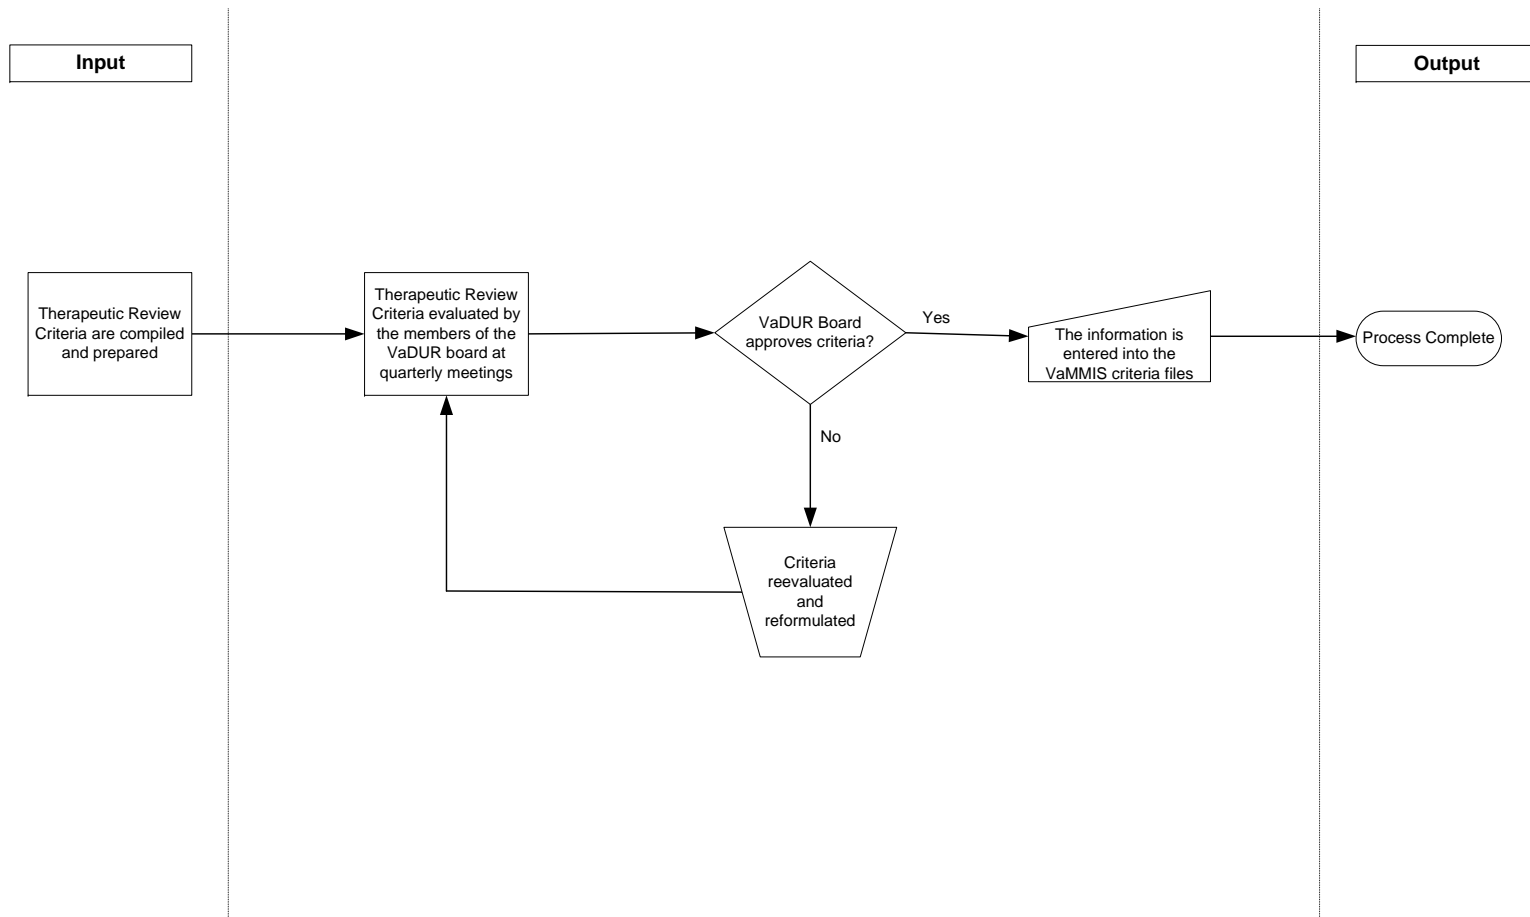 Input
Output
Therapeutic Review
Criteria are compiled
and prepared
Therapeutic Review
Criteria evaluated by
the members of the
VaDUR board at
quarterly meetings
VaDUR Board
approves criteria?
Yes
The information is
entered into the
VaMMIS criteria files
Process Complete
No
Criteria
reevaluated
and
reformulated